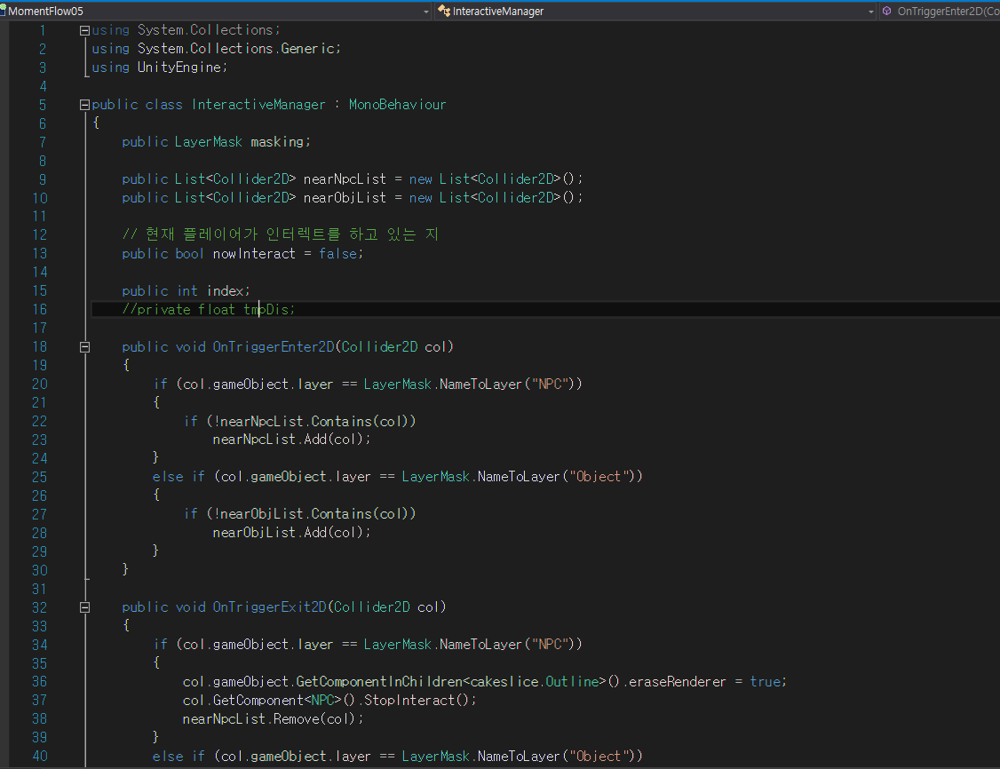 MomentFlow05 InteractiveManager OnTriggerEnter2D(Co
1 using System.Collections;
2 using System.Collections.Generic;
3 using UnityEngine;
4
5 public class InteractiveManager : MonoBehaviour
6 {
7 public LayerMask masking;
8
9 public List<Collider2D> nearNpcList = new List<Collider2D>();
10 public List<Collider2D> nearObjList = new List<Collider2D>();
11
12 // 현재 플레이어가 인터렉트를 하고 있는 지
13 public bool nowInteract = false;
14
15 public int index;
16 //private float tmpDis;
17
18 public void OnTriggerEnter2D(Collider2D col)
19 {
20 if (col.gameObject.layer == LayerMask.NameToLayer("NPC"))
21 {
22 if (!nearNpcList.Contains(col))
23 nearNpcList.Add(col);
24 }
25 else if (col.gameObject.layer == LayerMask.NameToLayer("Object"))
26 {
27 if (!nearObjList.Contains(col))
28 nearObjList.Add(col);
29 }
30 }
31
32 public void OnTriggerExit2D(Collider2D col)
33 {
34 if (col.gameObject.layer == LayerMask.NameToLayer("NPC"))
35 {
36 col.gameObject.GetComponentInChildren<cakeslice.Outline>().eraseRenderer = true;
37 col.GetComponent<NPC>().StopInteract();
38 nearNpcList.Remove(col);
39 }
40 else if (col.gameObject.layer == LayerMask.NameToLayer("Object"))